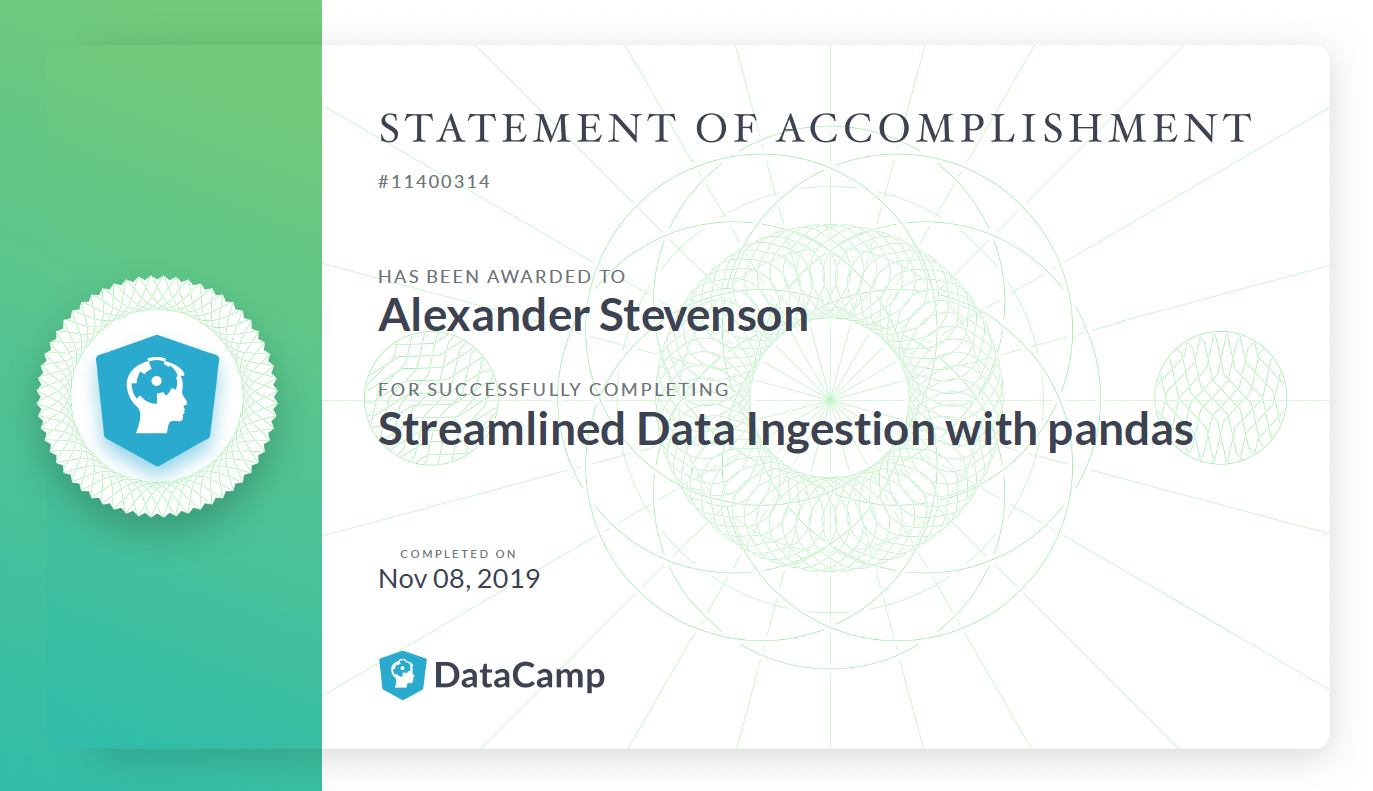 STATEMENT OF ACCOMPLISHMENT
#11400314
HAS BEEN AWARDED TO
Alexander Stevenson
FOR SUCCESSFULLY COMPLETING
Streamlined Data Ingestion with pandas
COMPLETED ON
Nov 08, 2019
DataCamp